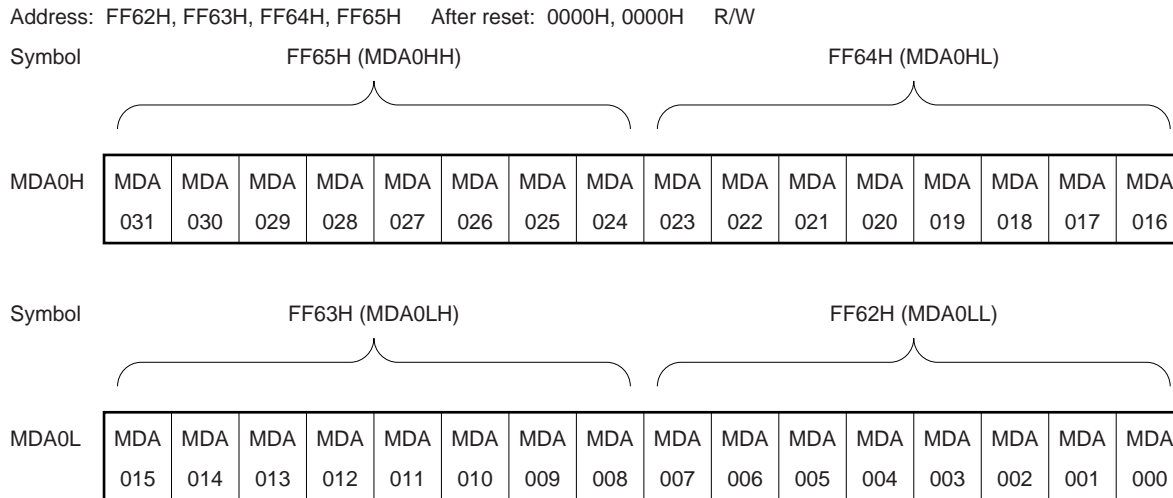 Address: FF62H, FF63H, FF64H, FF65H After reset: 0000H, 0000H R/W
Symbol FF65H (MDA0HH) FF64H (MDA0HL)
MDA0H MDA MDA MDA MDA MDA MDA MDA MDA MDA MDA MDA MDA MDA MDA MDA MDA
031 030 029 028 027 026 025 024 023 022 021 020 019 018 017 016
Symbol FF63H (MDA0LH) FF62H (MDA0LL)
MDA0L MDA MDA MDA MDA MDA MDA MDA MDA MDA MDA MDA MDA MDA MDA MDA MDA
015 014 013 012 011 010 009 008 007 006 005 004 003 002 001 000